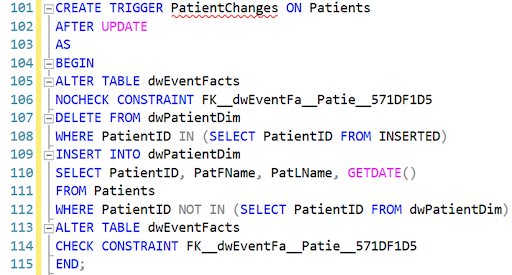 101 CREATE TRIGGER PatientChanges ON Patients
102 AFTER UPDATE
103 AS
104 BEGIN
105 ALTER TABLE dwEventFacts
106 NOCHECK CONSTRAINT FK__dwEventFa__Patie__571DF1D5
107 DELETE FROM dwPatientDim
108 WHERE PatientID IN (SELECT PatientID FROM INSERTED)
109 INSERT INTO dwPatientDim
110 SELECT PatientID, PatFName, PatLName, GETDATE()
111 FROM Patients
112 WHERE PatientID NOT IN (SELECT PatientID FROM dwPatientDim)
113 ALTER TABLE dwEventFacts
114 CHECK CONSTRAINT FK__dwEventFa__Patie__571DF1D5
115 END;